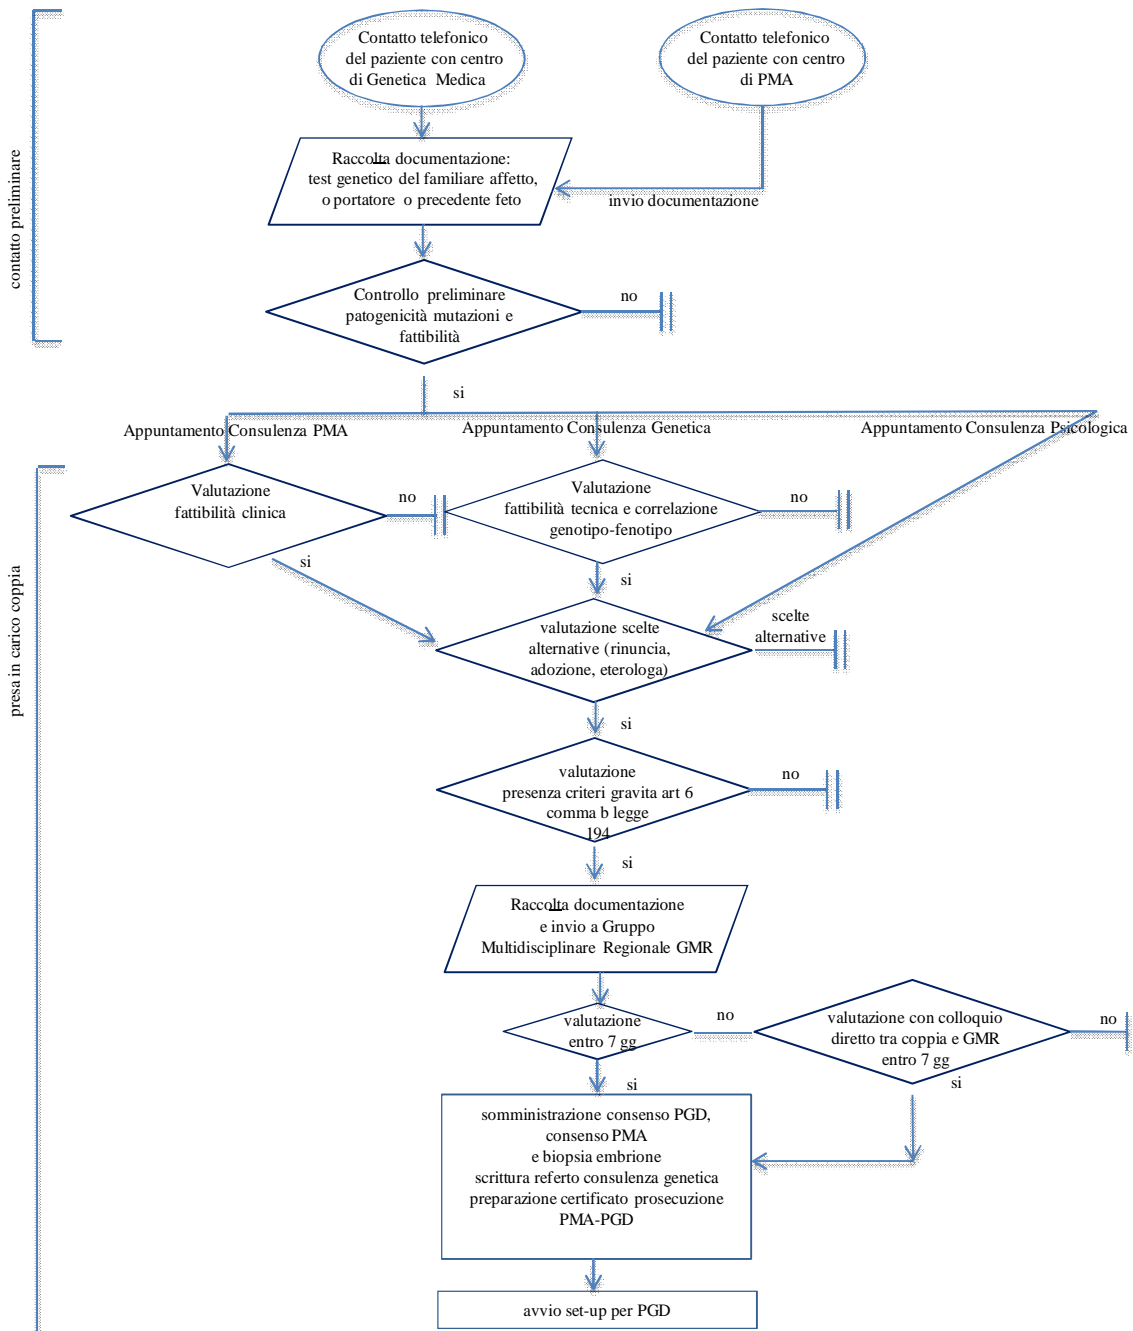 Contatto telefonico
del paziente con centro
di Genetica Medica
Contatto telefonico
del paziente con centro
di PMA
contatto preliminare
Raccolta documentazione:
test genetico del familiare affetto,
o portatore o precedente feto
invio documentazione
Controllo preliminare
patogenicità mutazioni e
fattibilità
no
si
Appuntamento Consulenza PMA
Appuntamento Consulenza Genetica
Appuntamento Consulenza Psicologica
presa in carico coppia
Valutazione
fattibilità clinica
no
si
Valutazione
fattibilità tecnica e correlazione
genotipo-fenotipo
no
si
valutazione scelte
alternative (rinuncia,
adozione, eterologa)
scelte
alternative
si
valutazione
presenza criteri gravita art 6
comma b legge
194
no
si
Raccolta documentazione
e invio a Gruppo
Multidisciplinare Regionale GMR
valutazione
entro 7 gg
no
si
valutazione con colloquio
diretto tra coppia e GMR
entro 7 gg
no
si
somministrazione consenso PGD,
consenso PMA
e biopsia embrione
scrittura referto consulenza genetica
preparazione certificato prosecuzione
PMA-PGD
avvio set-up per PGD